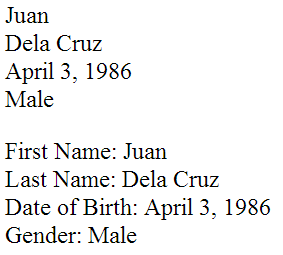 Juan
Dela Cruz
April 3, 1986
Male
First Name: Juan
Last Name: Dela Cruz
Date of Birth: April 3, 1986
Gender: Male